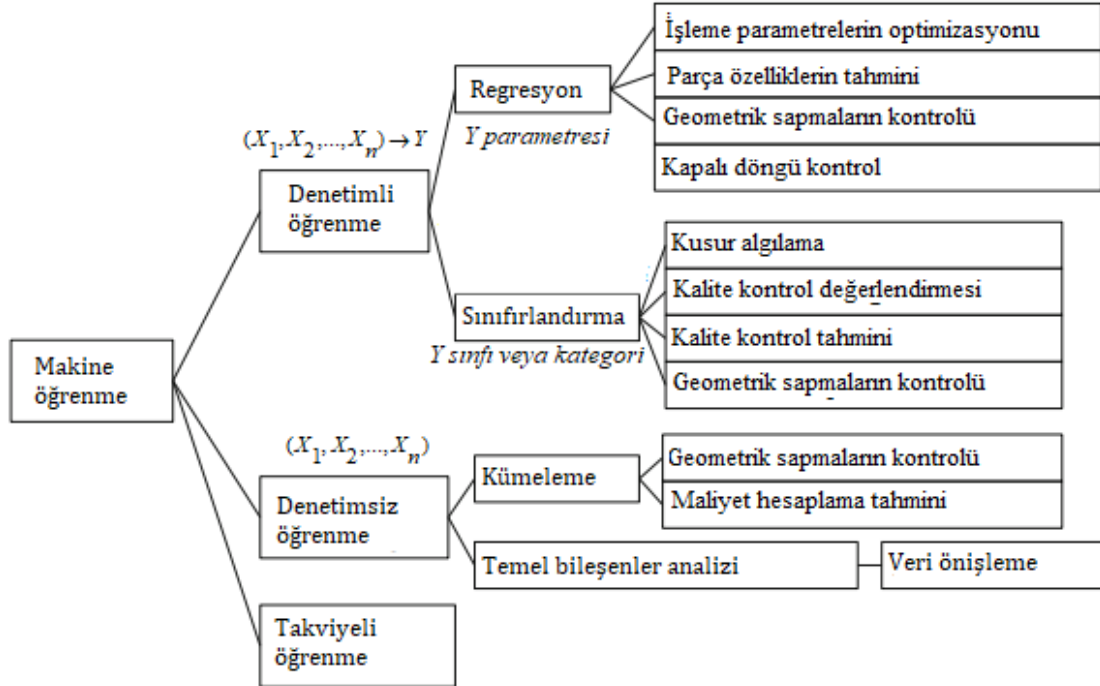 İşleme parametrelerin optimizasyonu
Regresyon
Parça özelliklerin tahmini
Geometrik sapmaların kontrolü
Y parametresi
Kapalı döngü kontrol
(X1, X2,..., Xn) → Y
Denetimli
öğrenme
Kusur algılama
Kalite kontrol değerlendirmesi
Sınıfırlandırma
Kalite kontrol tahmini
Y sınfı veya kategori
Geometrik sapmaların kontrolü
Makine
öğrenme
(X1, X2,..., Xn)
Denetimsiz
öğrenme
Kümeleme
Geometrik sapmaların kontrolü
Maliyet hesaplama tahmini
Temel bileşenler analizi
Veri önişleme
Takviyeli
öğrenme